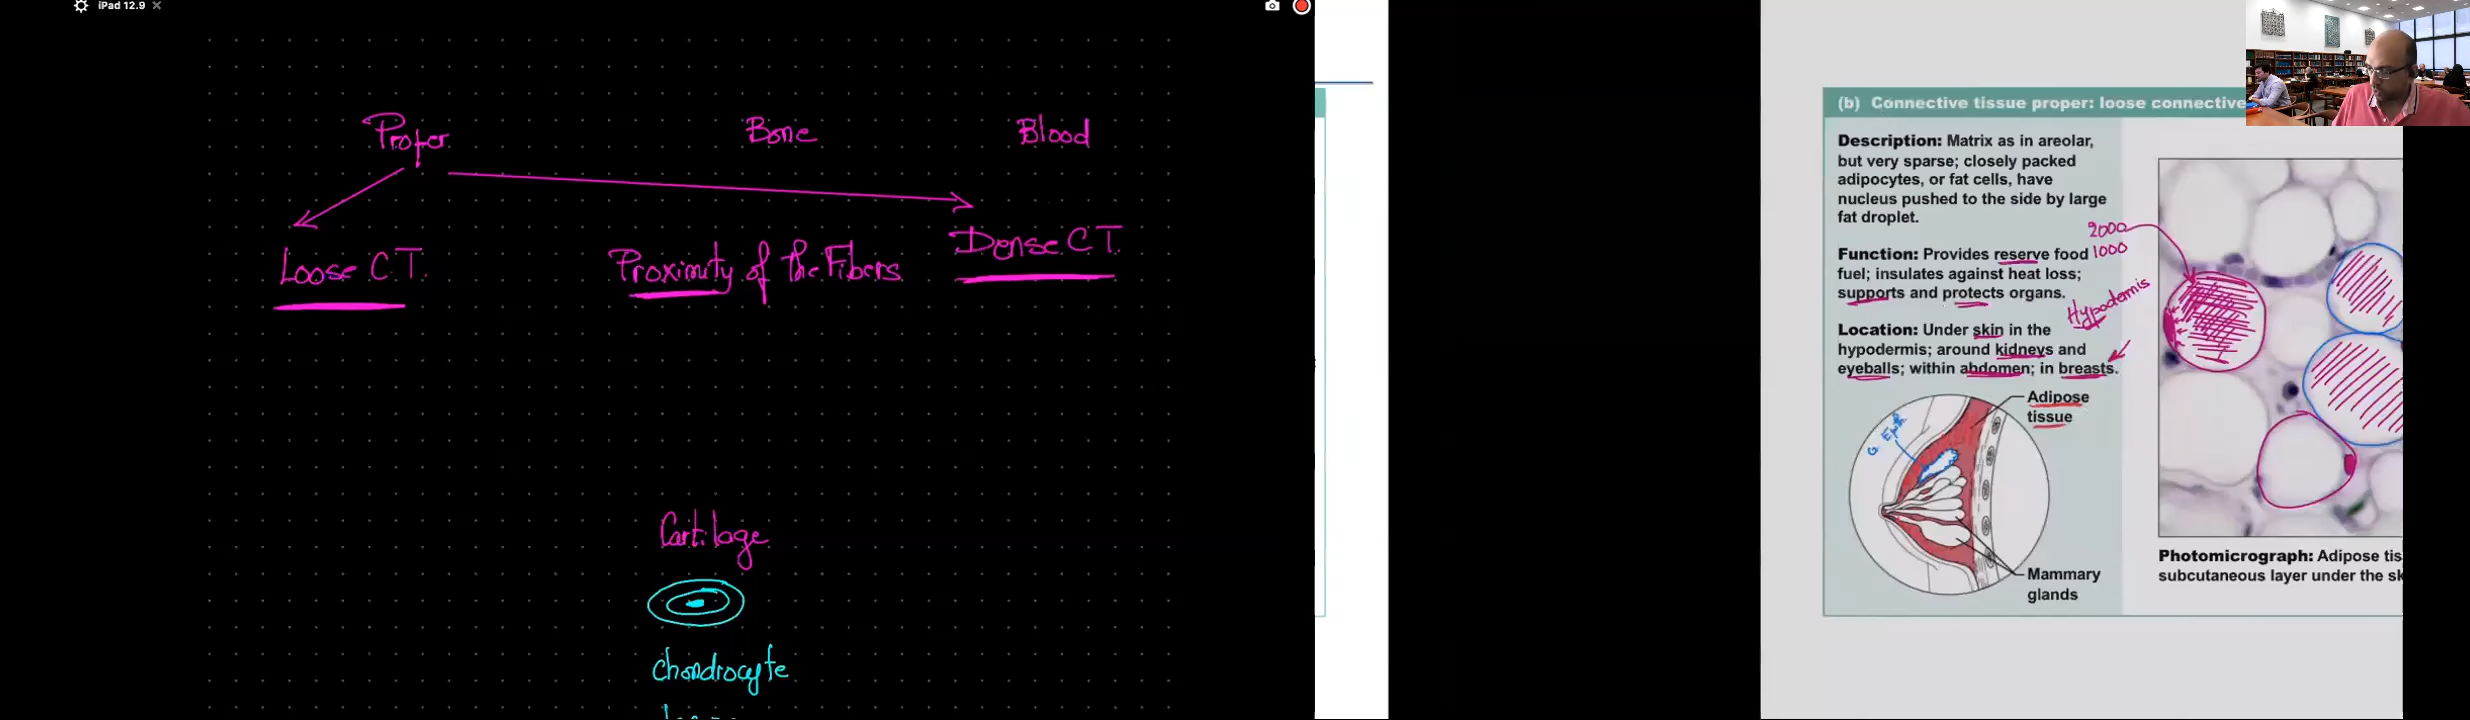 iPad 12.9
Proper
Bone
Blood
Loose C.T.
Proximity of the Fibers
Dense C T.
Cartilage
Chondrocyte
(b) Connective tissue proper: loose connective
Description: Matrix as in areolar,
but very sparse; closely packed
adipocytes, or fat cells, have
nucleus pushed to the side by large
fat droplet.
2000
Function: Provides reserve food 1000
fuel; insulates against heat loss;
supports and protects organs.
Hypodermis
Location: Under skin in the
hypodermis; around kidneys and
eyeballs; within abdomen; in breasts.
Adipose
tissue
G. Epith
Mammary
glands
Photomicrograph: Adipose tis
subcutaneous layer under the sk